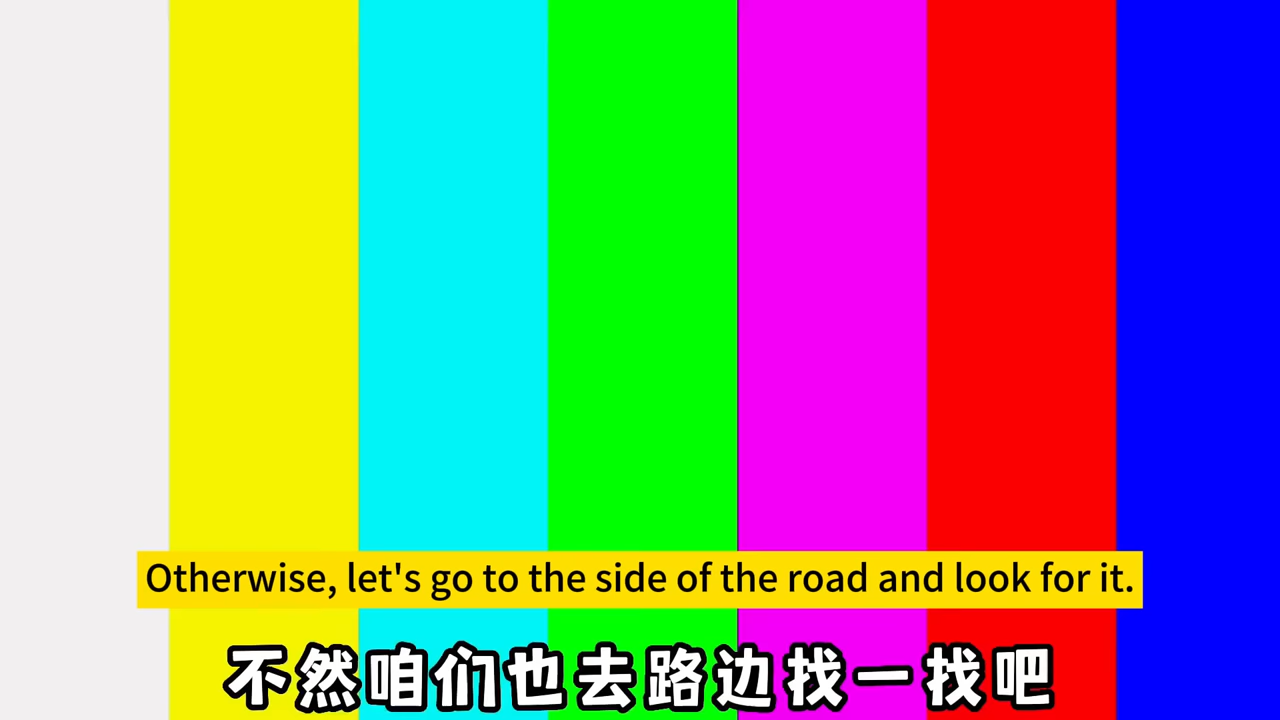 Otherwise, let's go to the side of the road and look for it.
不然咱们也去路边找一找吧